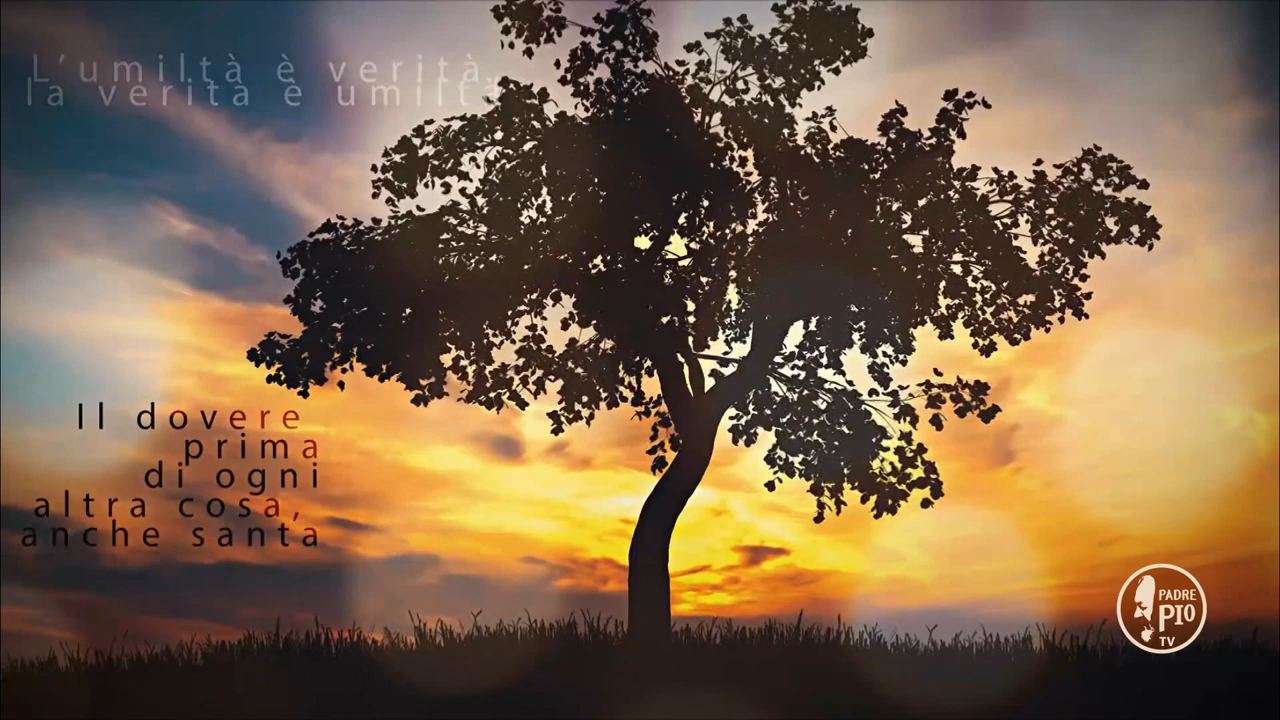 L'umiltà è verità,
la verità è umiltà
Il dovere
prima
di ogni
altra cosa,
anche santa
PADRE
PIO
TV